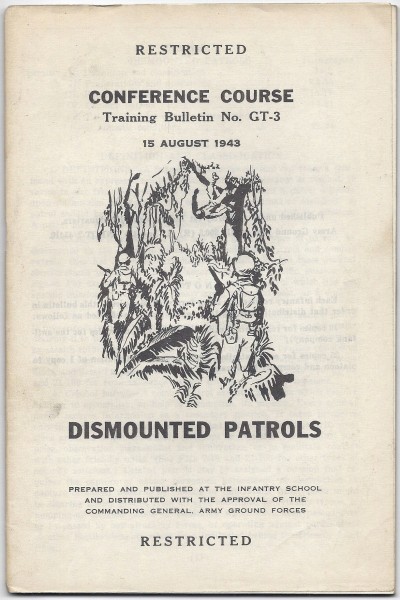 RESTRICTED
CONFERENCE COURSE
Training Bulletin No. GT-3
15 AUGUST 1943
DISMOUNTED PATROLS
PREPARED AND PUBLISHED AT THE INFANTRY SCHOOL
AND DISTRIBUTED WITH THE APPROVAL OF THE
COMMANDING GENERAL, ARMY GROUND FORCES
RESTRICTED